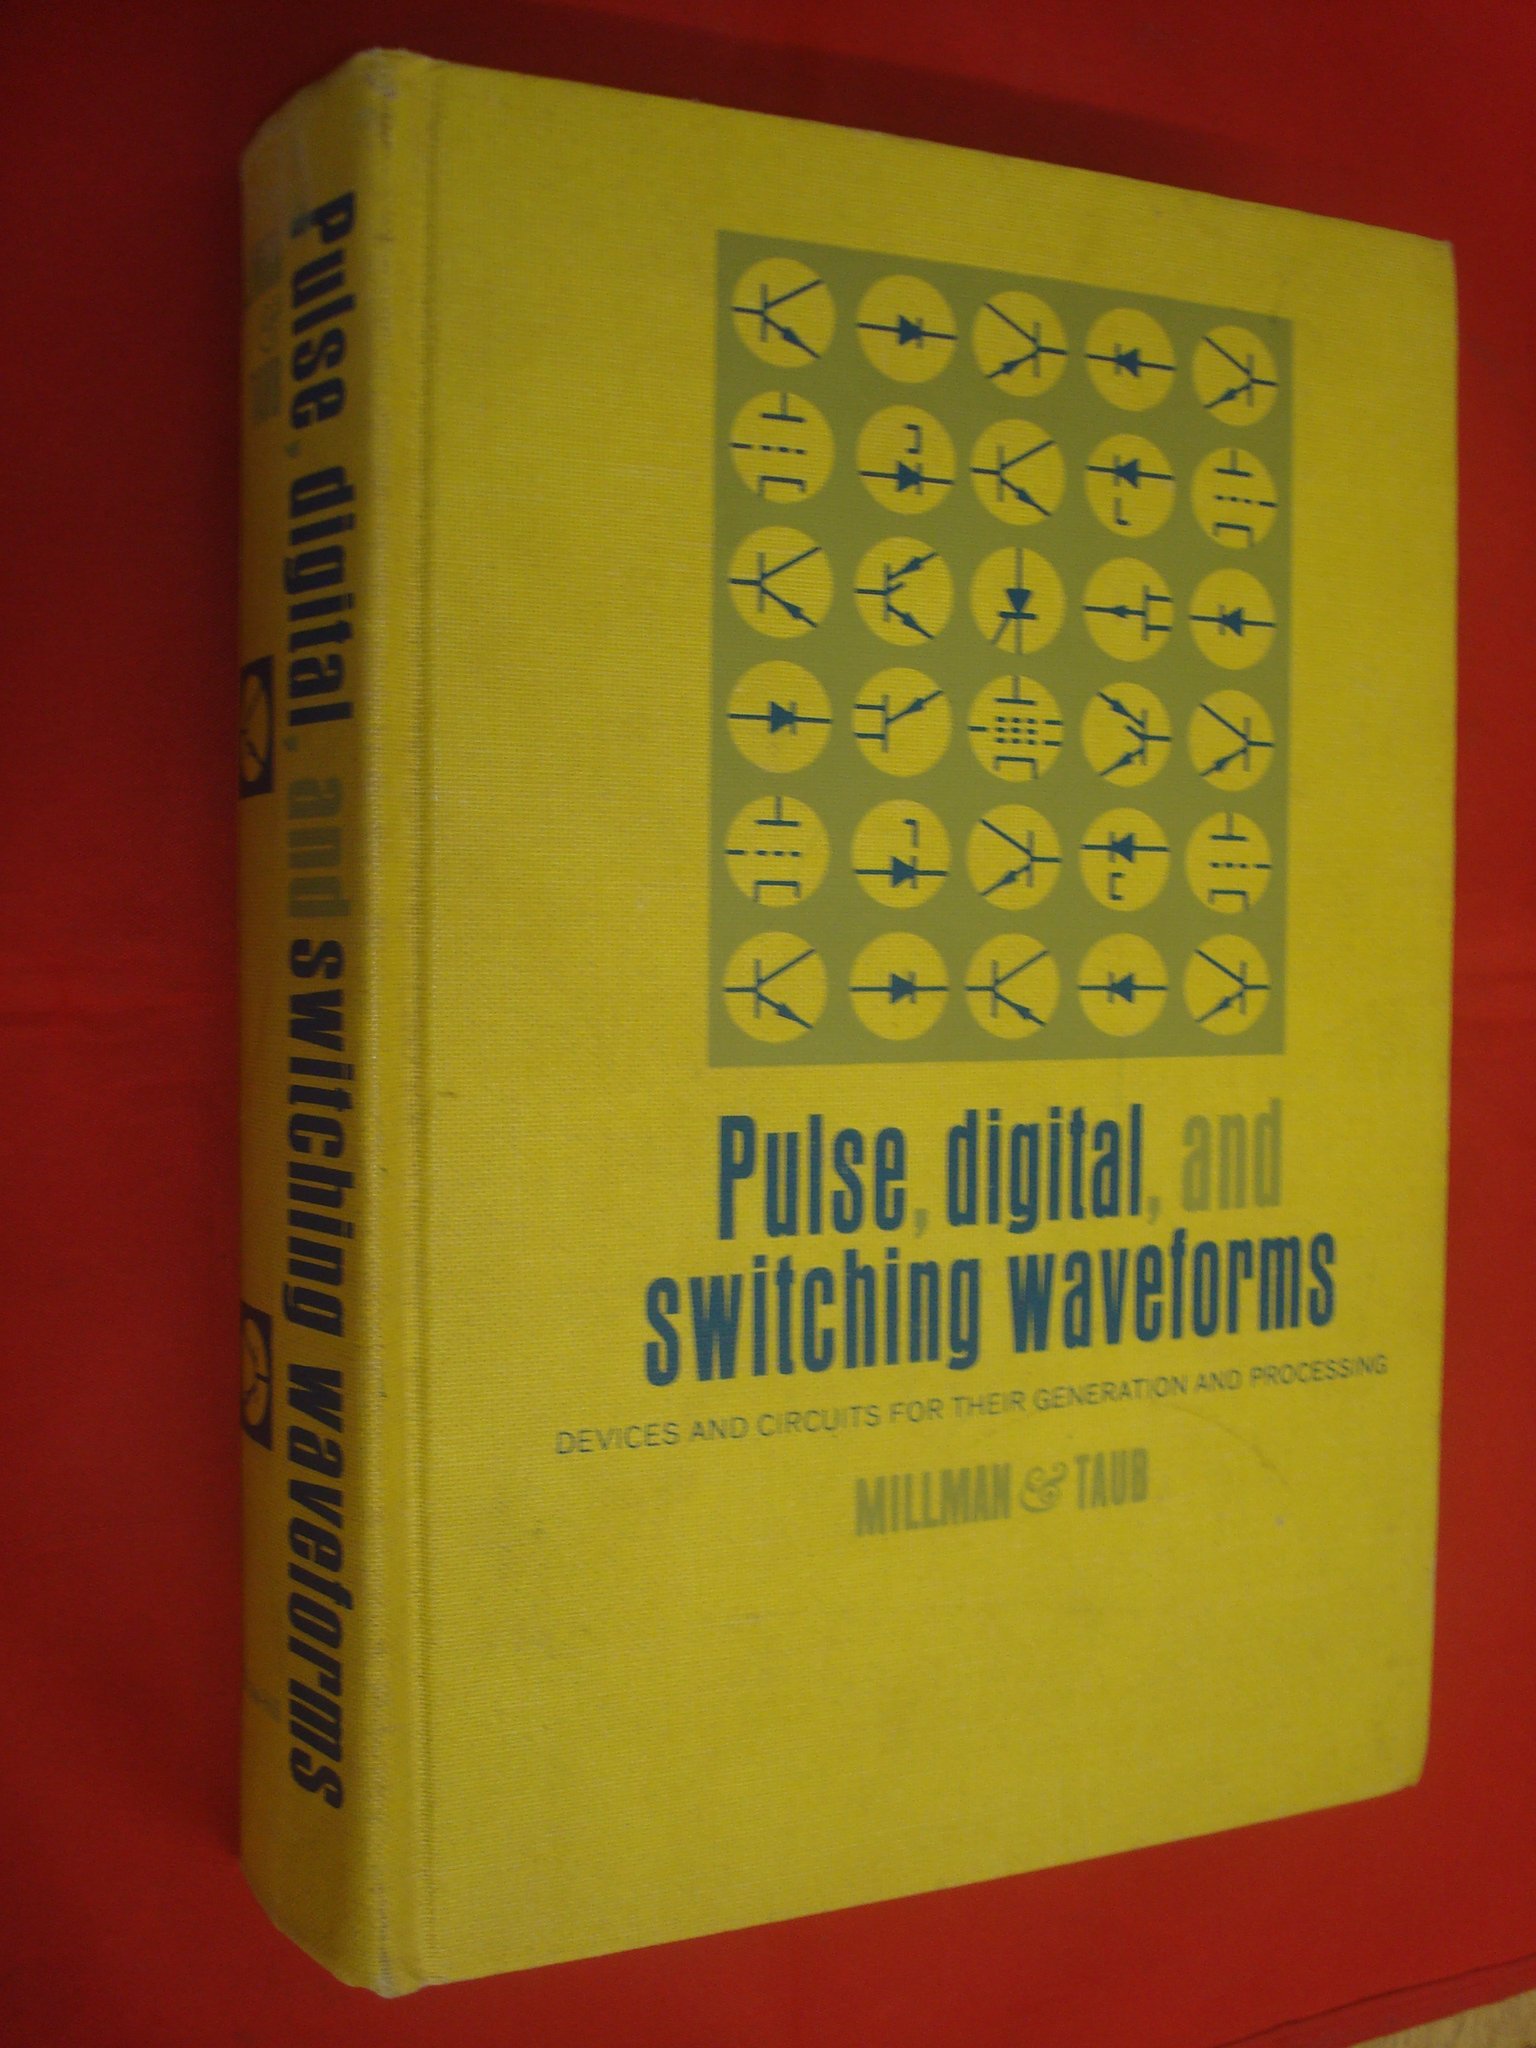 Pulse, digital, and switching waveforms
Pulse, digital, and
switching waveforms
DEVICES AND CIRCUITS FOR THEIR GENERATION AND PROCESSING
MILLMAN & TAUB